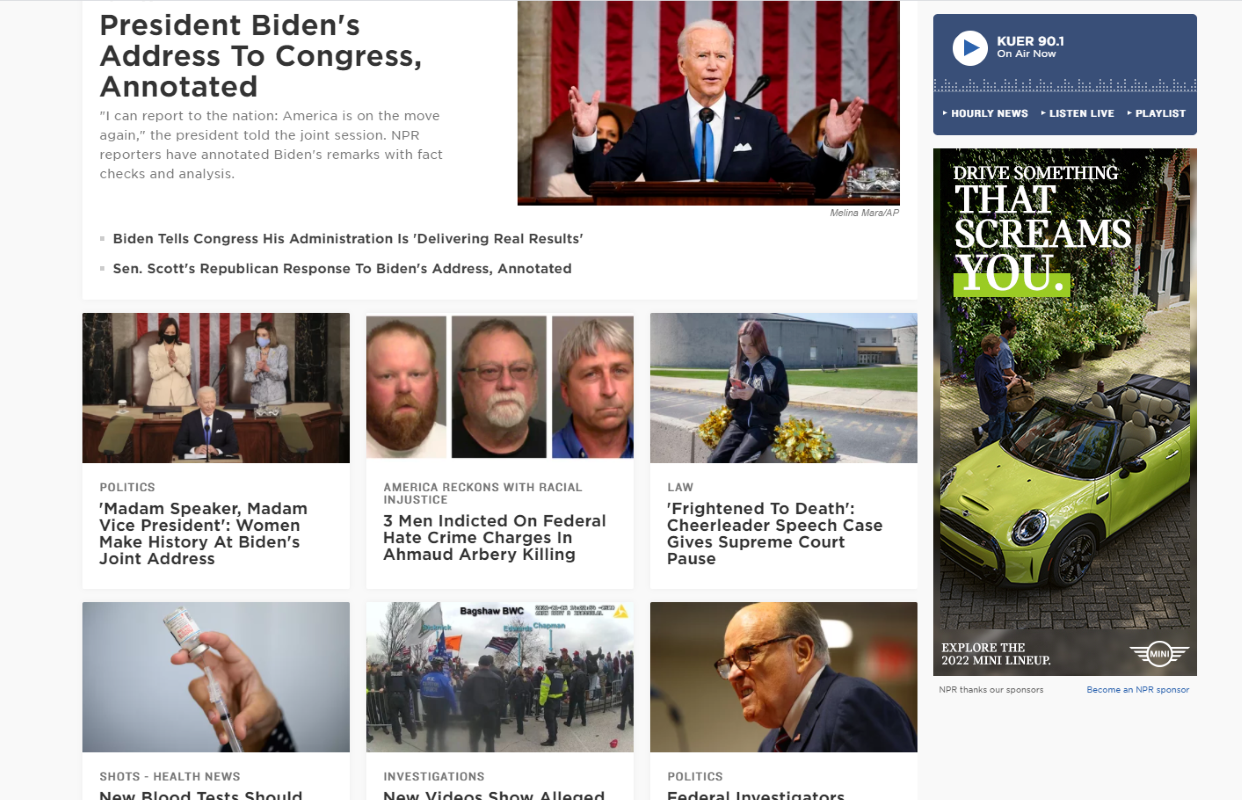 President Biden's
Address To Congress,
Annotated
"I can report to the nation: America is on the move
again," the president told the joint session. NPR
reporters have annotated Biden's remarks with fact
checks and analysis.
Melina Mara/AP
Biden Tells Congress His Administration Is 'Delivering Real Results'
Sen. Scott's Republican Response To Biden's Address, Annotated
POLITICS
'Madam Speaker, Madam
Vice President': Women
Make History At Biden's
Joint Address
AMERICA RECKONS WITH RACIAL
INJUSTICE
3 Men Indicted On Federal
Hate Crime Charges In
Ahmaud Arbery Killing
LAW
'Frightened To Death':
Cheerleader Speech Case
Gives Supreme Court
Pause
Bagshaw BWC
Chapman
SHOTS - HEALTH NEWS
New Blood Tests Should
INVESTIGATIONS
New Videos Show Alleged
POLITICS
Federal Investigators
KUER 90.1
On Air Now
HOURLY NEWS LISTEN LIVE PLAYLIST
DRIVE SOMETHING
THAT
SCREAMS
YOU.
EXPLORE THE
2022 MINI LINEUP.
MINI
NPR thanks our sponsors
Become an NPR sponsor